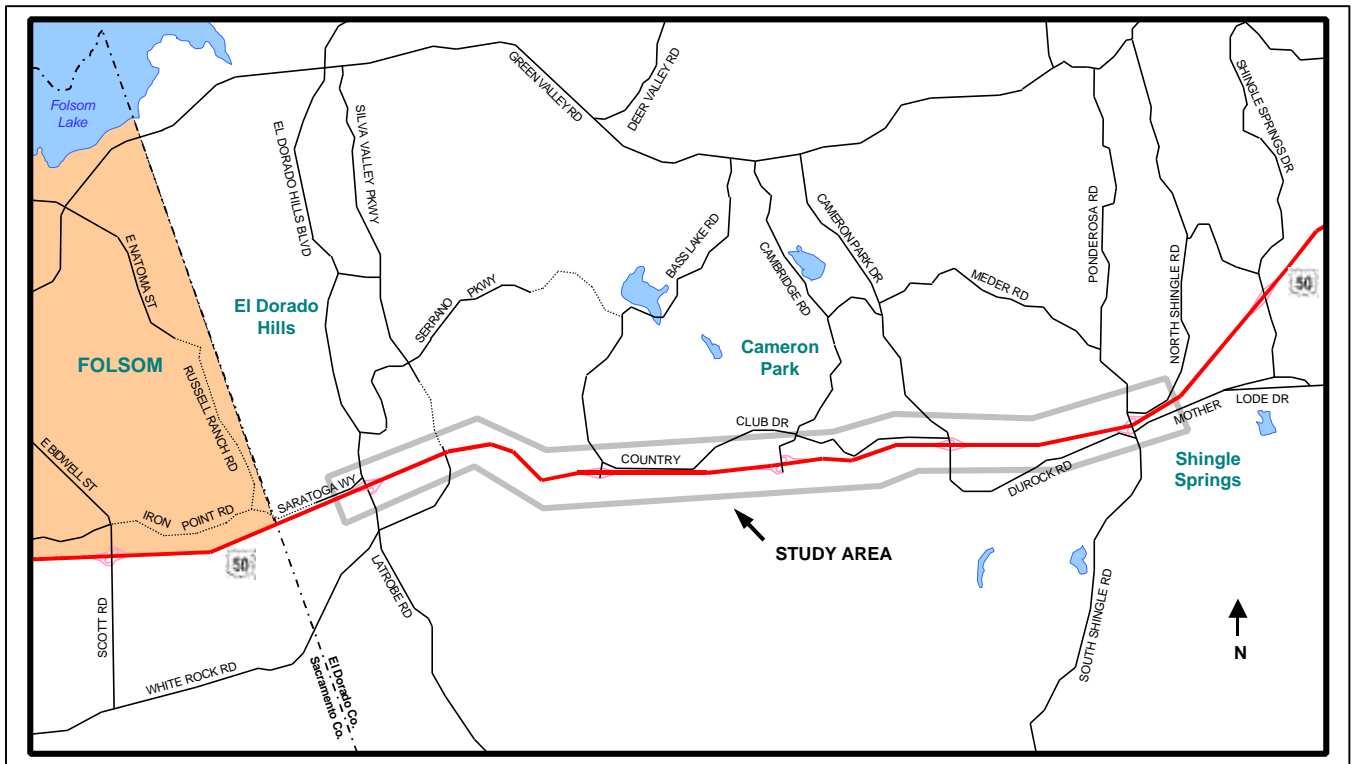 GREEN VALLEY RD
DEER VALLEY RD
SHINGLE SPRINGS DR
Folsom
Lake
SILVA VALLEY PKWY
EL DORADO HILLS BLVD
PONDEROSA RD
CAMERON PARK DR
BASS LAKE RD
CAMBRIDGE RD
E NATOMA ST
MEDER RD
NORTH SHINGLE RD
50
SERRANO PKWY
El Dorado
Hills
Cameron
Park
FOLSOM
RUSSELL RANCH RD
CLUB DR
MOTHER LODE DR
E BIDWELL ST
COUNTRY
Shingle
Springs
DUROCK RD
SARATOGA WY
IRON POINT RD
STUDY AREA
50
LATROBE RD
SCOTT RD
SOUTH SHINGLE RD
N
WHITE ROCK RD
El Dorado Co.
Sacramento Co.